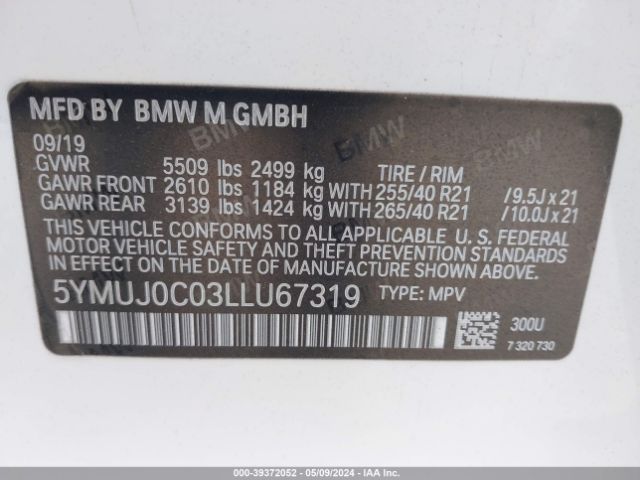 MFD BY BMW M GMBH
09/19
GVWR 5509 lbs 2499 kg TIRE / RIM
GAWR FRONT 2610 lbs 1184 kg WITH 255/40 R21 / 9.5J x 21
GAWR REAR 3139 lbs 1424 kg WITH 265/40 R21 / 10.0J x 21
THIS VEHICLE CONFORMS TO ALL APPLICABLE U. S. FEDERAL
MOTOR VEHICLE SAFETY AND THEFT PREVENTION STANDARDS
IN EFFECT ON THE DATE OF MANUFACTURE SHOWN ABOVE.
5YMUJ0C03LLU67319 TYPE: MPV
300U
7 320 730
© IAA - 39372052 - 05/09/2024 - IAAI.com